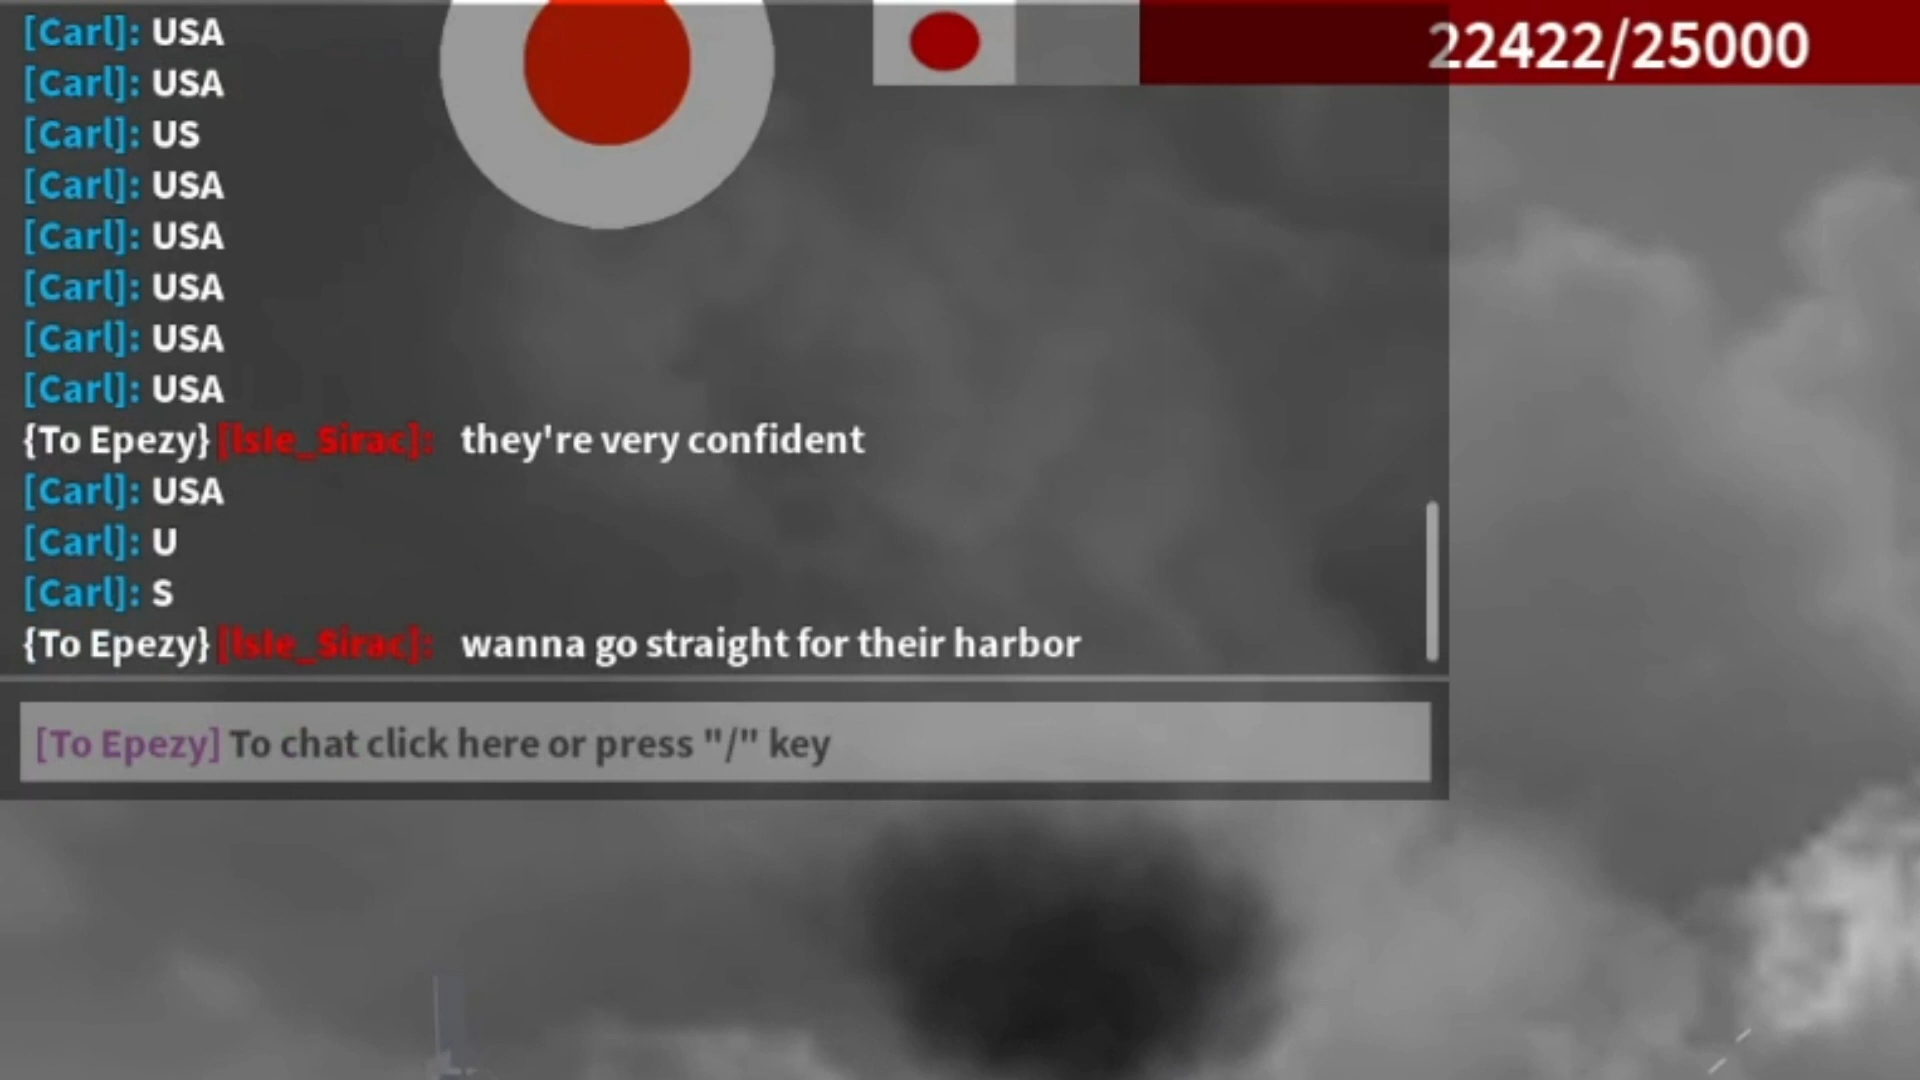 [Carl]: USA
22422/25000
[Carl]: USA
[Carl]: US
[Carl]: USA
[Carl]: USA
[Carl]: USA
[Carl]: USA
[Carl]: USA
{To Epezy} [Isle_Sirac]: they're very confident
[Carl]: USA
[Carl]: U
[Carl]: S
{To Epezy} [Isle_Sirac]: wanna go straight for their harbor
[To Epezy] To chat click here or press "/" key